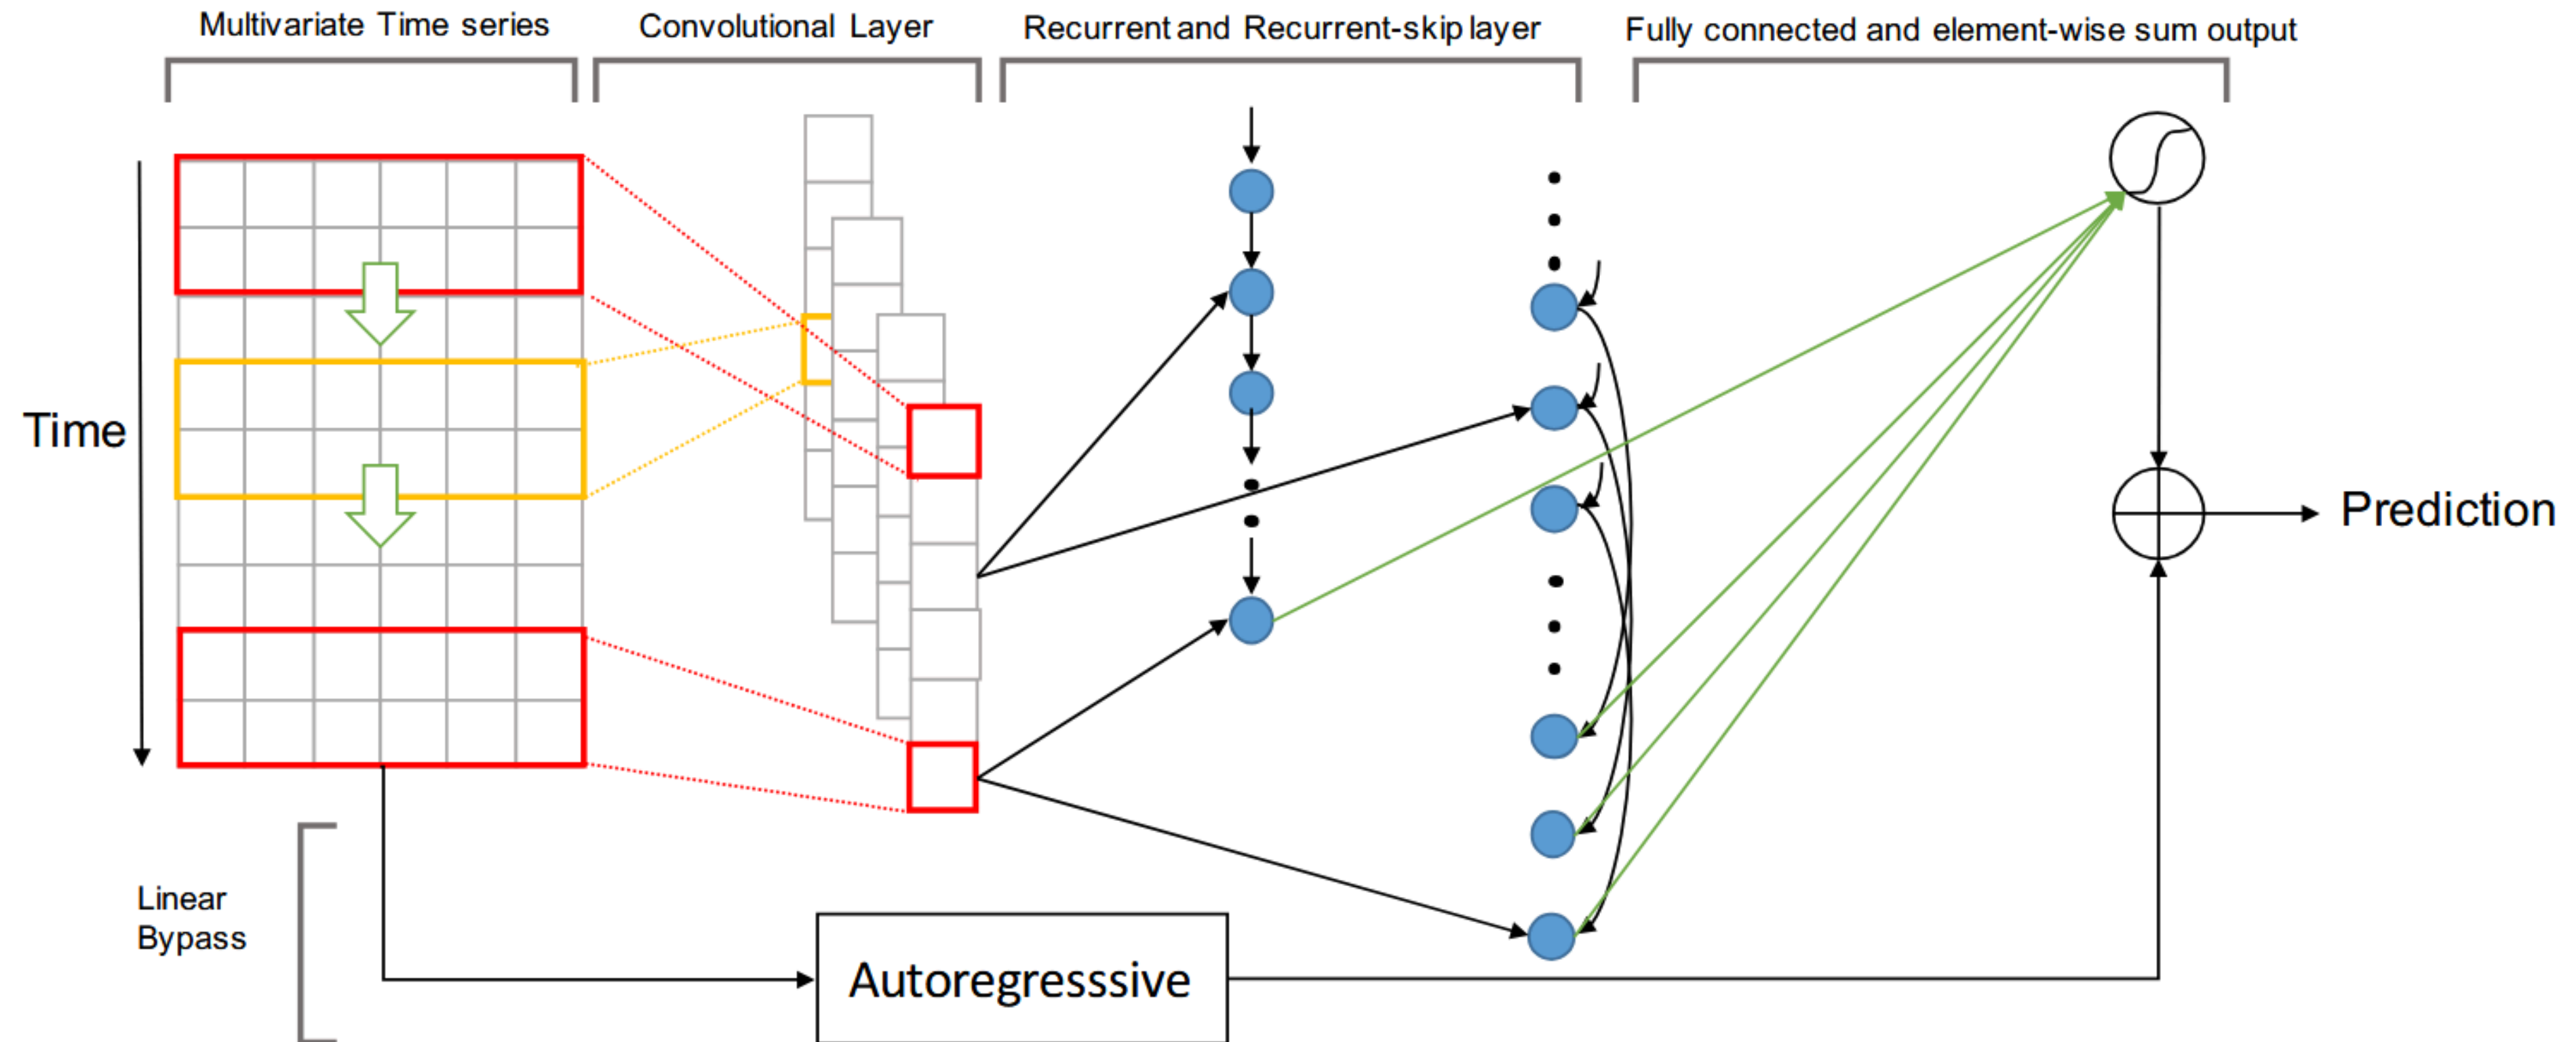 Multivariate Time series
Convolutional Layer
Recurrent and Recurrent-skip layer
Fully connected and element-wise sum output
Time
Prediction
Linear
Bypass
Autoregresssive